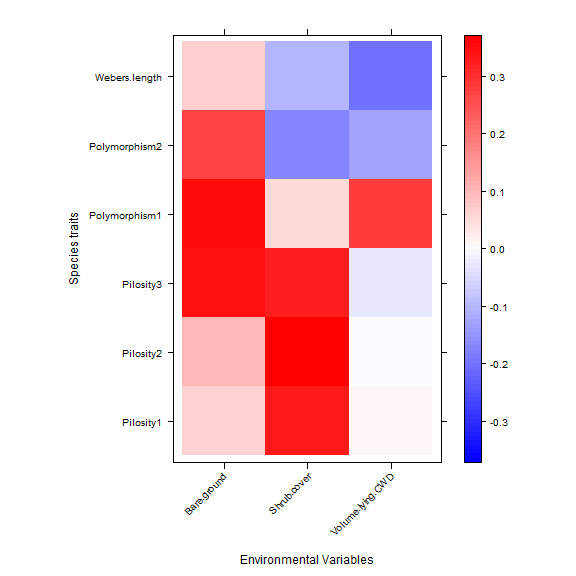 Webers.length
Polymorphism2
Polymorphism1
Pilosity3
Pilosity2
Pilosity1
Species traits
Bare.ground
Shrub.cover
Volume.lying.CWD
Environmental Variables
0.3
0.2
0.1
0.0
-0.1
-0.2
-0.3